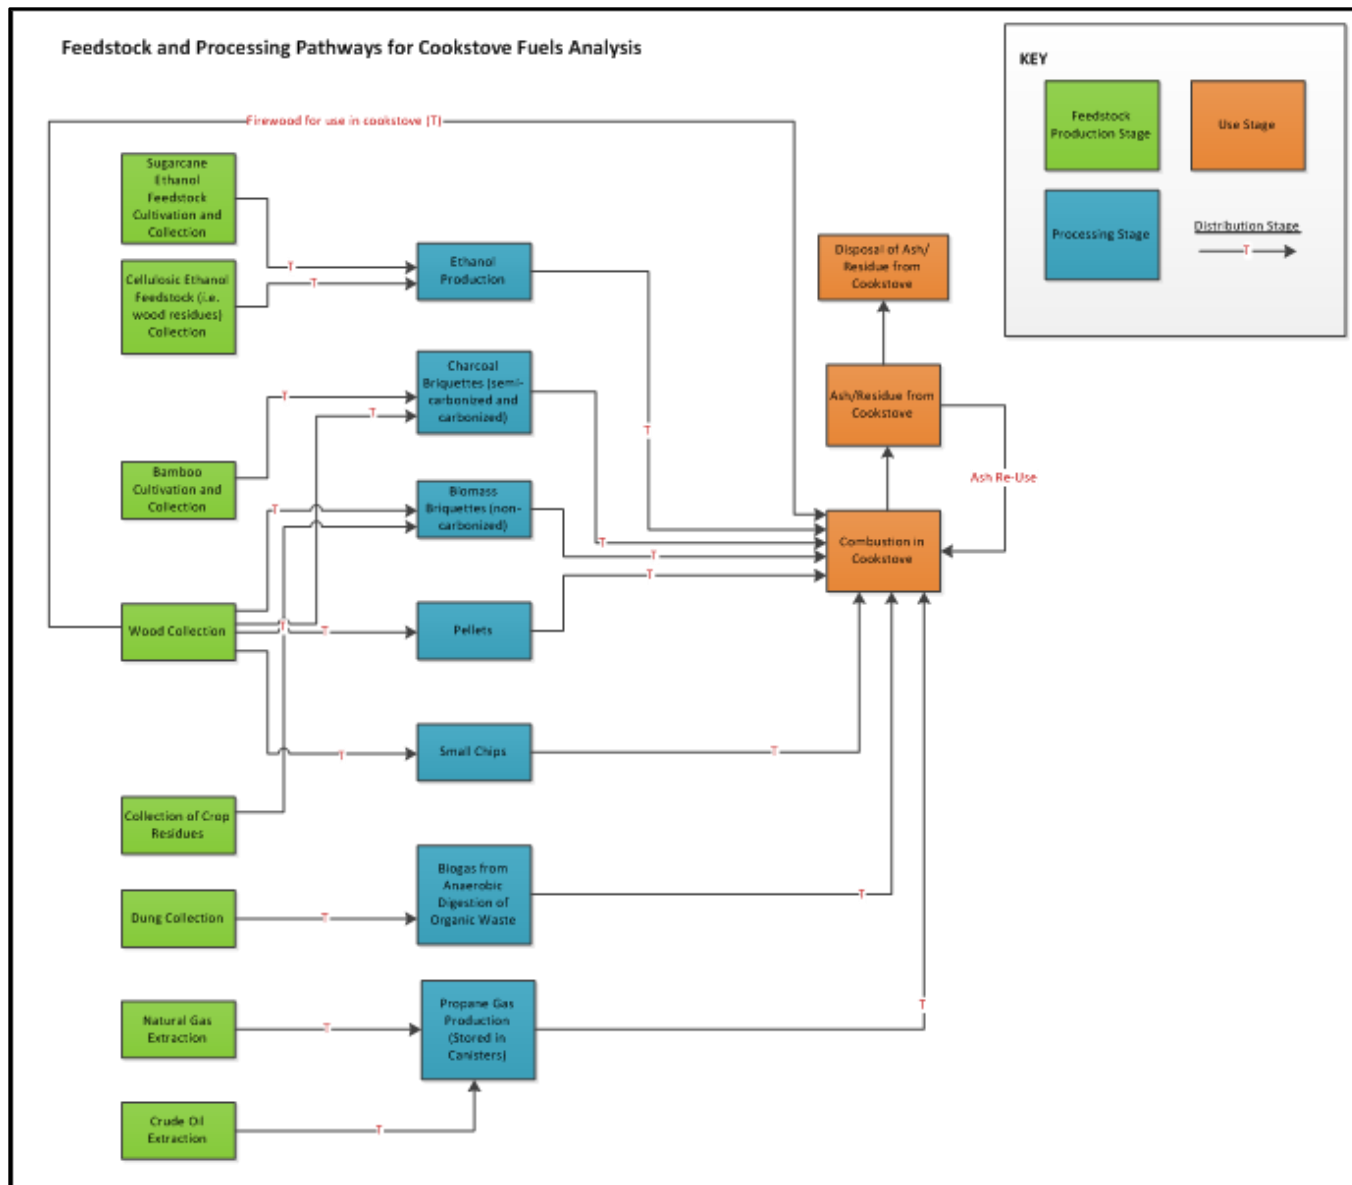 Feedstock and Processing Pathways for Cookstove Fuels Analysis
KEY
Feedstock
Production Stage
Use Stage
Processing Stage
Distribution Stage
T
Firewood for use in cookstove (T)
Sugarcane
Ethanol
Feedstock
Cultivation and
Collection
T
Cellulosic Ethanol
Feedstock (i.e.
wood residues)
Collection
T
Ethanol
Production
T
Disposal of Ash/
Residue from
Cookstove
Charcoal
Briquettes (semi-
carbonized and
carbonized)
T
T
T
Ash/Residue from
Cookstove
Ash Re-Use
Bamboo
Cultivation and
Collection
Biomass
Briquettes (non-
carbonized)
T
T
Combustion in
Cookstove
Wood Collection
T
T
Pellets
T
Small Chips
T
T
Collection of Crop
Residues
Dung Collection
T
Biogas from
Anaerobic
Digestion of
Organic Waste
T
Natural Gas
Extraction
T
Propane Gas
Production
(Stored in
Canisters)
T
Crude Oil
Extraction
T